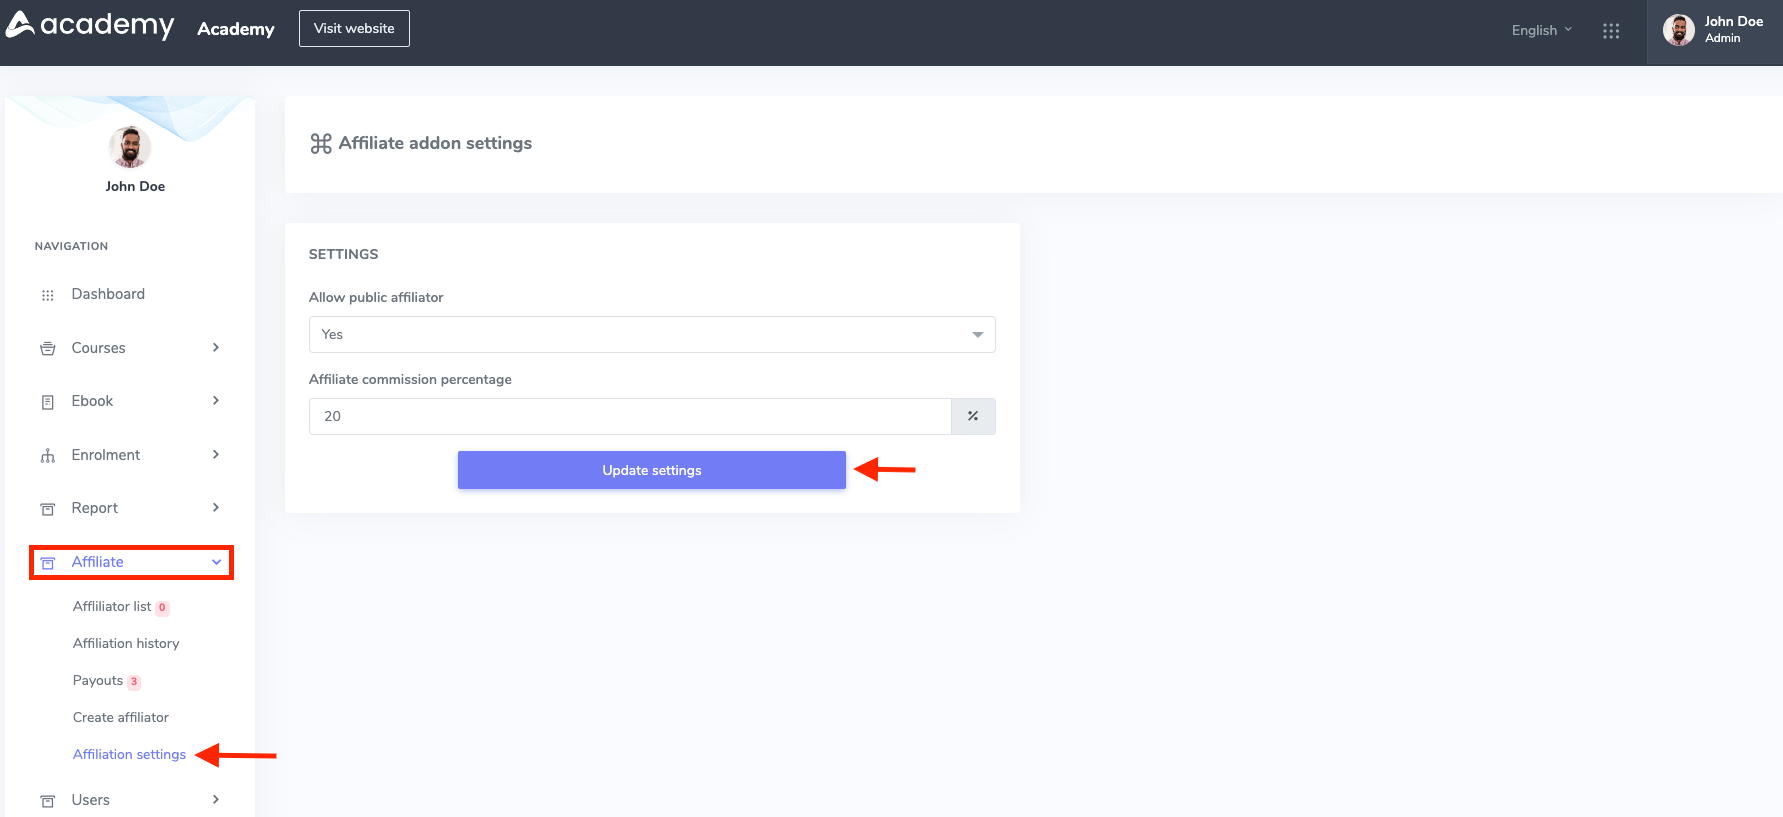 academy Academy Visit website English John Doe
Admin
John Doe
NAVIGATION
Dashboard
Courses
Ebook
Enrolment
Report
Affiliate
Affliliator list 0
Affiliation history
Payouts 3
Create affiliator
Affiliation settings
Users
Affiliate addon settings
SETTINGS
Allow public affiliator
Yes
Affiliate commission percentage
20 %
Update settings